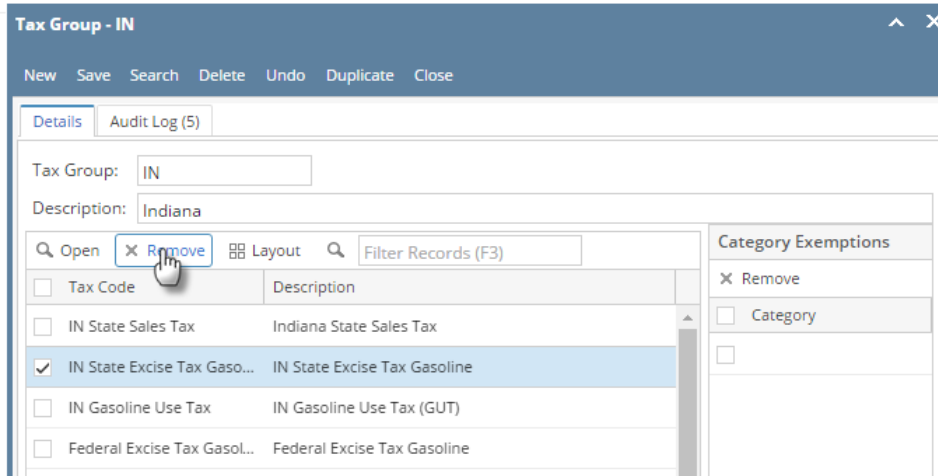 Tax Group - IN
New Save Search Delete Undo Duplicate Close
Details Audit Log (5)
Tax Group: IN
Description: Indiana
Open Remove Layout Filter Records (F3)
Tax Code Description
IN State Sales Tax Indiana State Sales Tax
IN State Excise Tax Gaso... IN State Excise Tax Gasoline
IN Gasoline Use Tax IN Gasoline Use Tax (GUT)
Federal Excise Tax Gasol... Federal Excise Tax Gasoline
Category Exemptions
Remove
Category